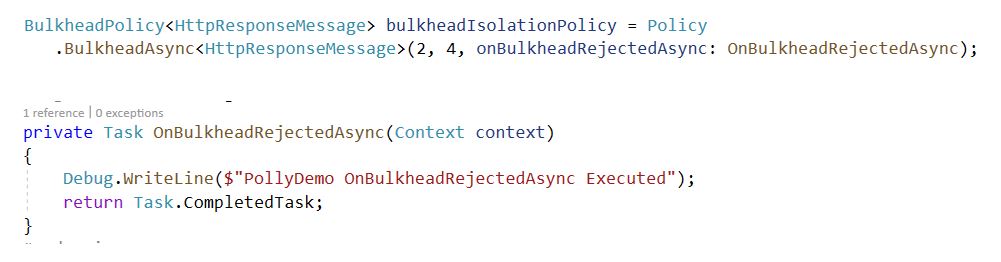 BulkheadPolicy<HttpResponseMessage> bulkheadIsolationPolicy = Policy
.BulkheadAsync<HttpResponseMessage>(2, 4, onBulkheadRejectedAsync: OnBulkheadRejectedAsync);
1 reference | 0 exceptions
private Task OnBulkheadRejectedAsync(Context context)
{
Debug.WriteLine($"PollyDemo OnBulkheadRejectedAsync Executed");
return Task.CompletedTask;
}